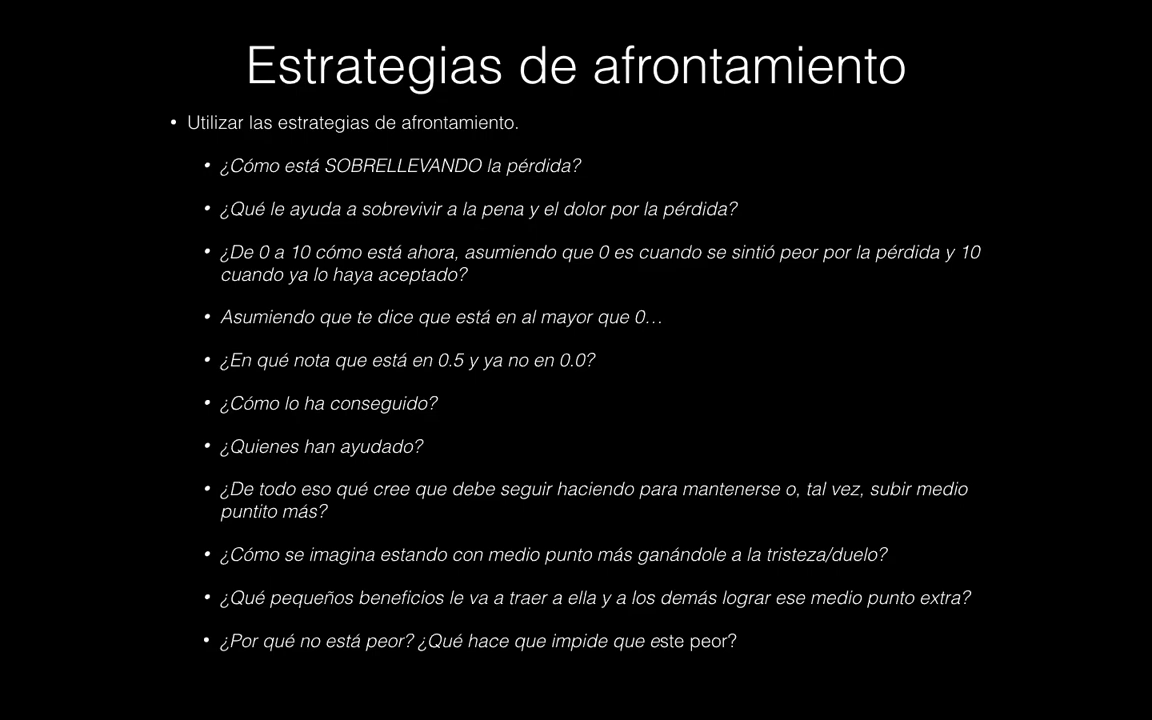 Estrategias de afrontamiento
• Utilizar las estrategias de afrontamiento.
• ¿Cómo está SOBRELLEVANDO la pérdida?
• ¿Qué le ayuda a sobrevivir a la pena y el dolor por la pérdida?
• ¿De 0 a 10 cómo está ahora, asumiendo que 0 es cuando se sintió peor por la pérdida y 10
cuando ya lo haya aceptado?
• Asumiendo que te dice que está en al mayor que 0…
• ¿En qué nota que está en 0.5 y ya no en 0.0?
• ¿Cómo lo ha conseguido?
• ¿Quienes han ayudado?
• ¿De todo eso qué cree que debe seguir haciendo para mantenerse o, tal vez, subir medio
puntito más?
• ¿Cómo se imagina estando con medio punto más ganándole a la tristeza/duelo?
• ¿Qué pequeños beneficios le va a traer a ella y a los demás lograr ese medio punto extra?
• ¿Por qué no está peor? ¿Qué hace que impide que este peor?